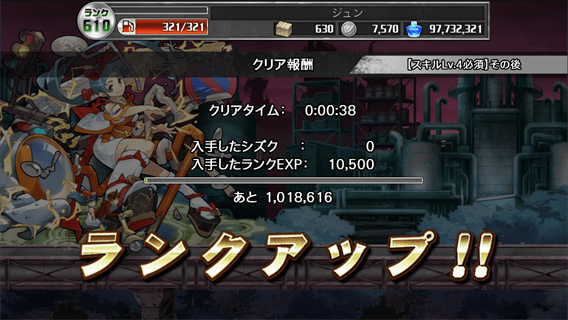 ランク
610
321/321
ジュン
630
7,570
97,732,321
クリア報酬
【スキルLv.4必須】その後
クリアタイム: 0:00:38
入手したシズク : 0
入手したランクEXP: 10,500
あと 1,018,616
ランクアップ!!